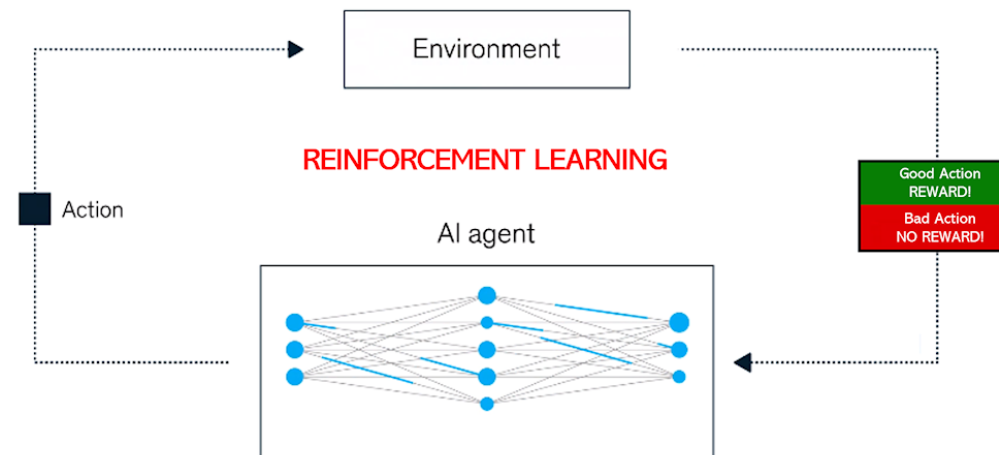 Environment
REINFORCEMENT LEARNING
Good Action
REWARD!
Bad Action
NO REWARD!
Action
AI agent